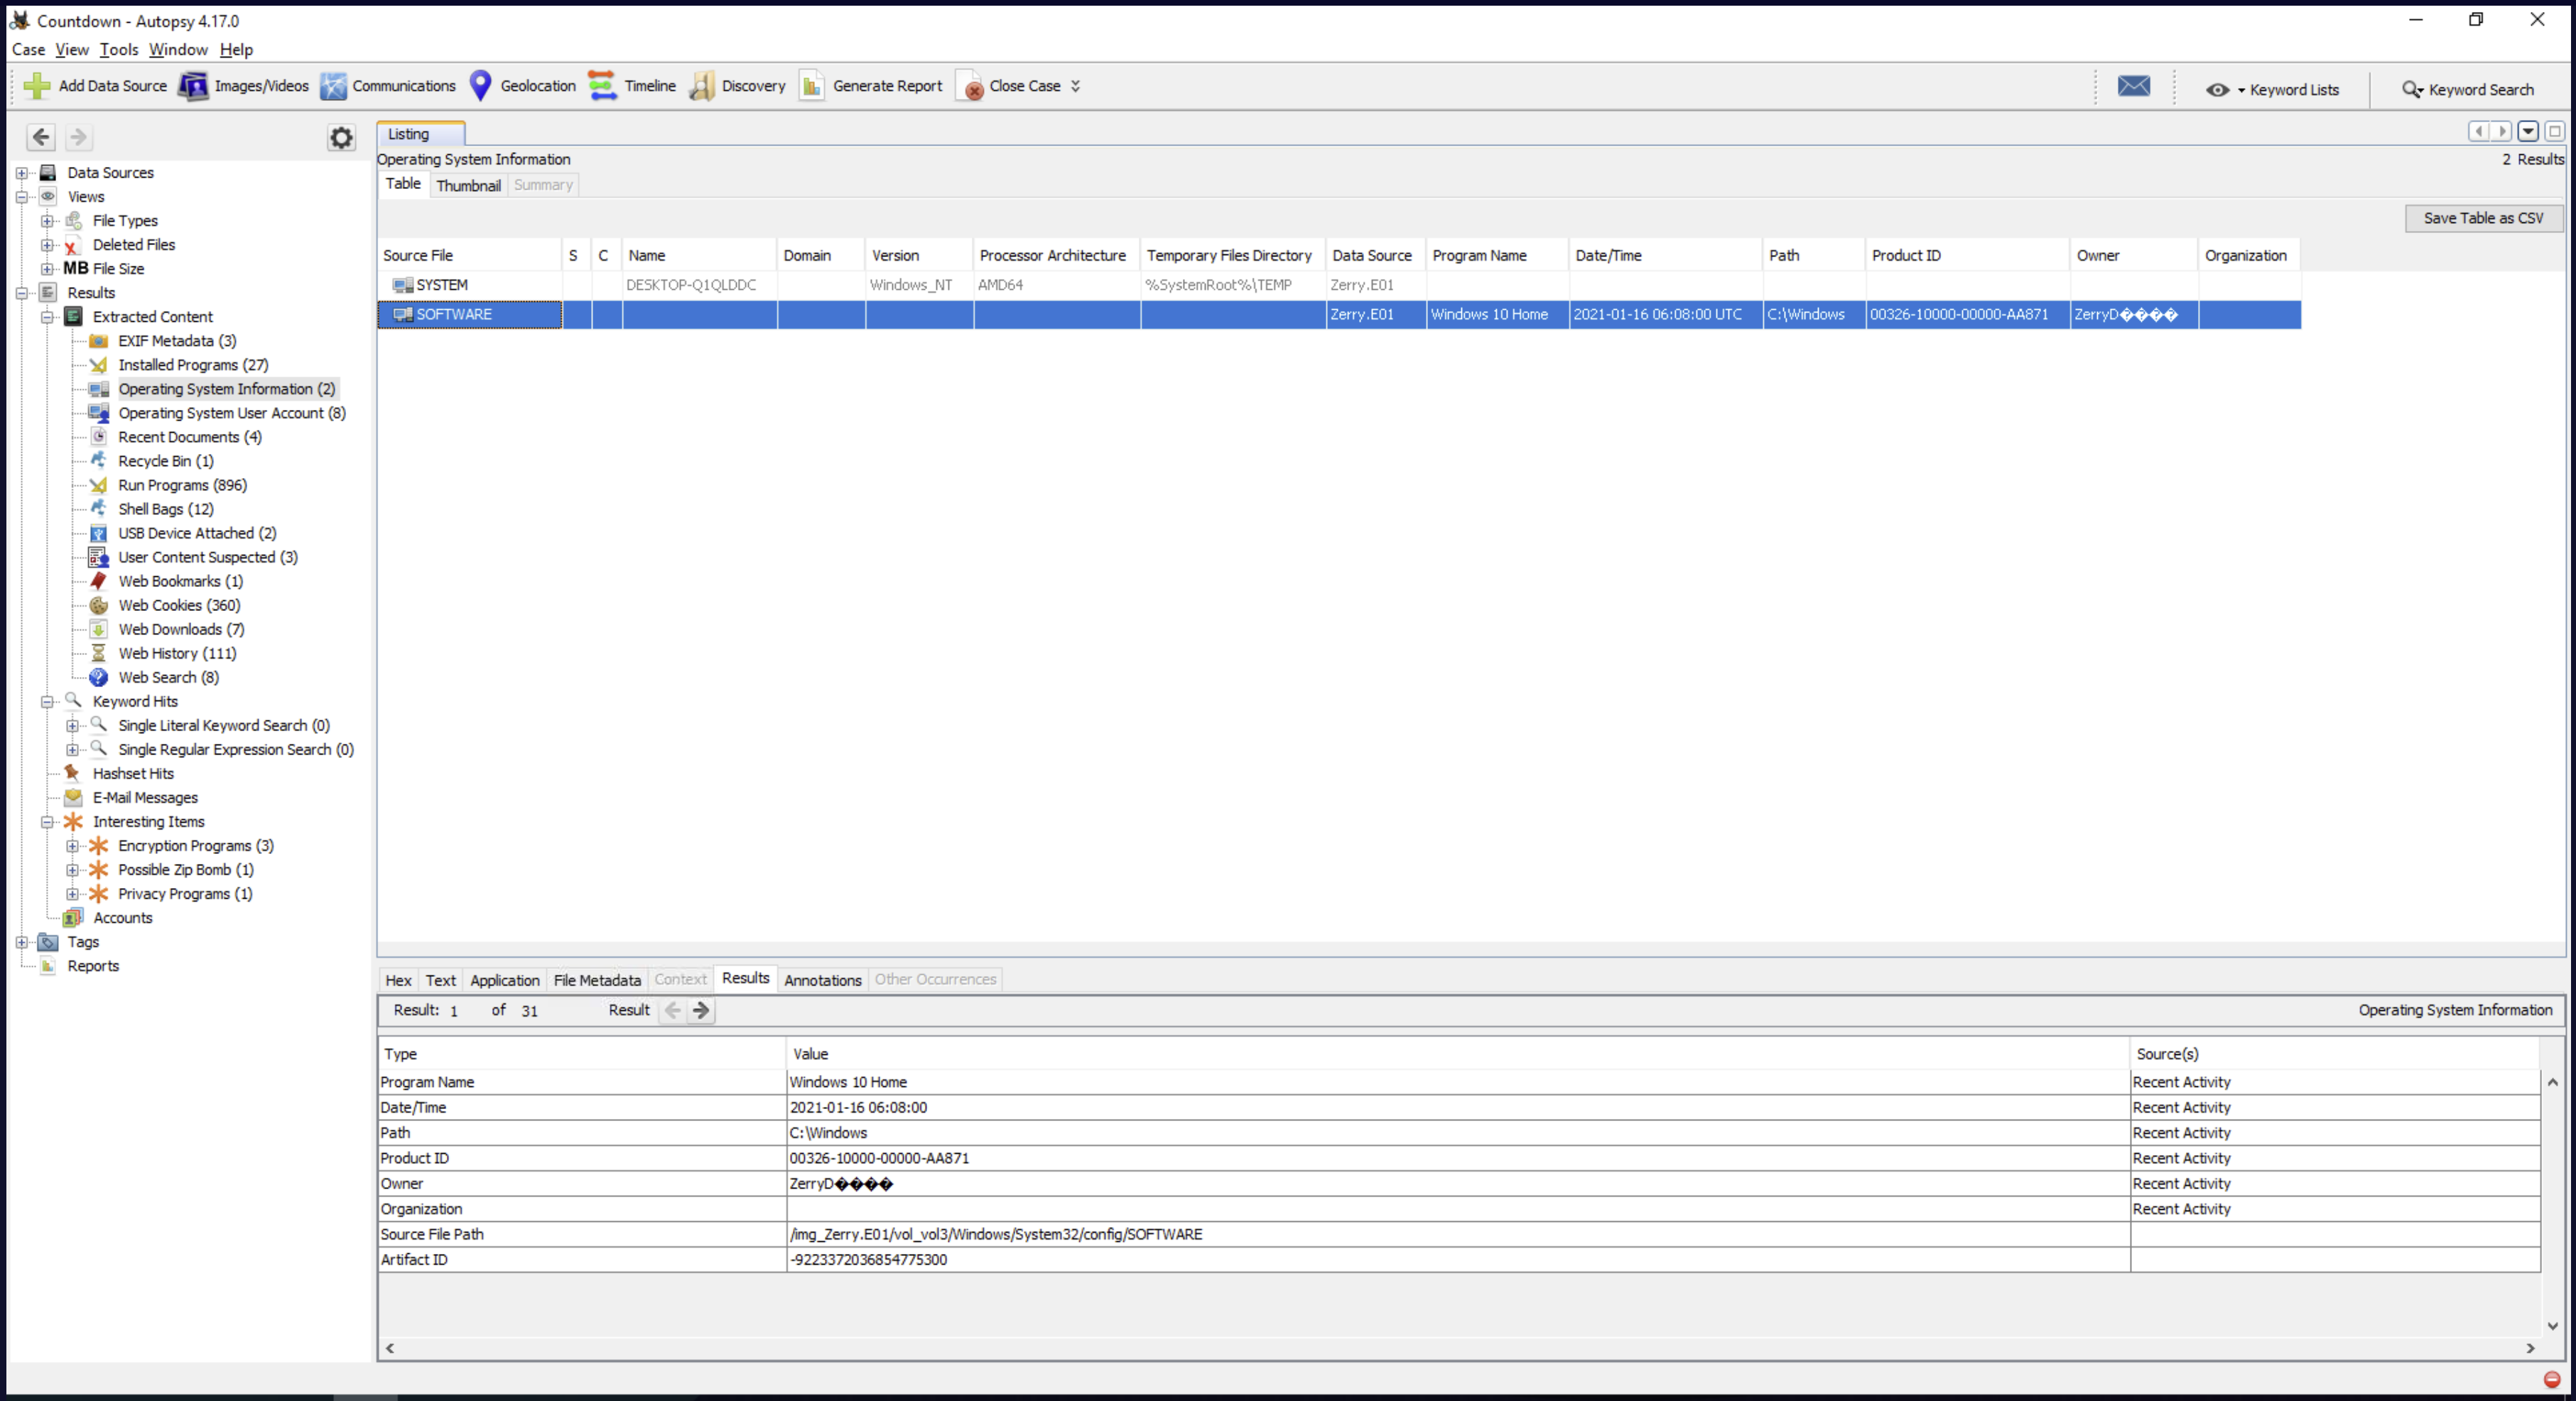 Countdown - Autopsy 4.17.0
Case View Tools Window Help
Add Data Source Images/Videos Communications Geolocation Timeline Discovery Generate Report Close Case Keyword Lists Keyword Search
Data Sources
Views
File Types
Deleted Files
MB File Size
Results
Extracted Content
EXIF Metadata (3)
Installed Programs (27)
Operating System Information (2)
Operating System User Account (8)
Recent Documents (4)
Recycle Bin (1)
Run Programs (896)
Shell Bags (12)
USB Device Attached (2)
User Content Suspected (3)
Web Bookmarks (1)
Web Cookies (360)
Web Downloads (7)
Web History (111)
Web Search (8)
Keyword Hits
Single Literal Keyword Search (0)
Single Regular Expression Search (0)
Hashset Hits
E-Mail Messages
Interesting Items
Encryption Programs (3)
Possible Zip Bomb (1)
Privacy Programs (1)
Accounts
Tags
Reports
Listing
Operating System Information 2 Results
Table Thumbnail Summary
Save Table as CSV
Source File S C Name Domain Version Processor Architecture Temporary Files Directory Data Source Program Name Date/Time Path Product ID Owner Organization
SYSTEM DESKTOP-Q1QLDDC Windows_NT AMD64 %SystemRoot%\TEMP Zerry.E01
SOFTWARE Zerry.E01 Windows 10 Home 2021-01-16 06:08:00 UTC C:\Windows 00326-10000-00000-AA871 ZerryD����
Hex Text Application File Metadata Context Results Annotations Other Occurrences
Result: 1 of 31 Result Operating System Information
Type Value Source(s)
Program Name Windows 10 Home Recent Activity
Date/Time 2021-01-16 06:08:00 Recent Activity
Path C:\Windows Recent Activity
Product ID 00326-10000-00000-AA871 Recent Activity
Owner ZerryD���� Recent Activity
Organization Recent Activity
Source File Path /img_Zerry.E01/vol_vol3/Windows/System32/config/SOFTWARE
Artifact ID -9223372036854775300